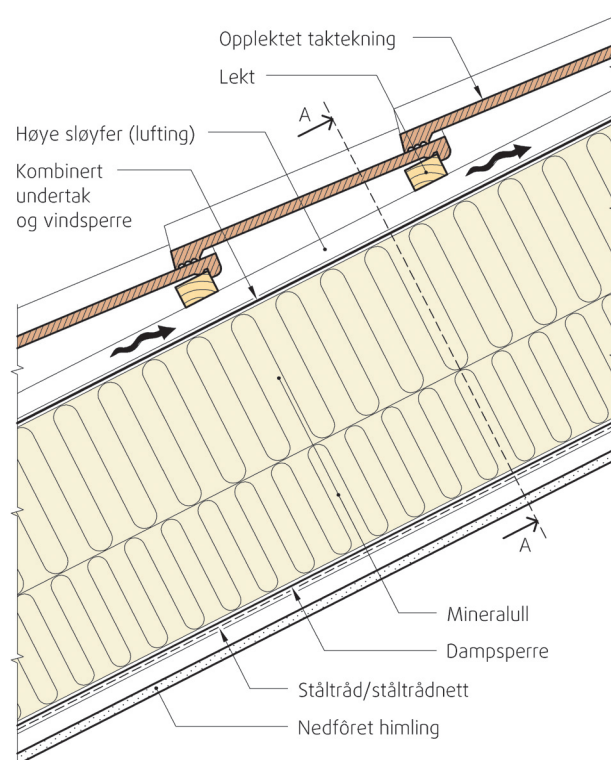 Opplektet taktekning
Lekt
A
Høye sløyfer (lufting)
Kombinert
undertak
og vindsperre
A
Mineralull
Dampsperre
Ståltråd/ståltrådnett
Nedfôret himling